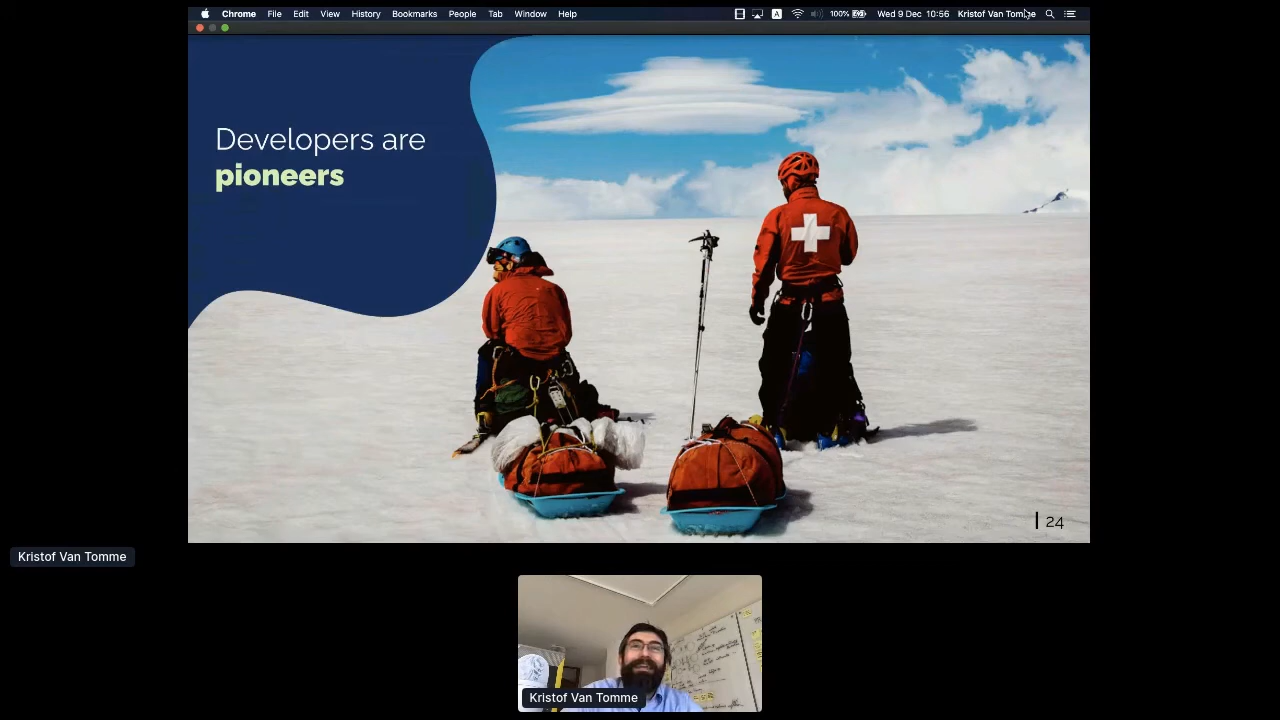 Chrome File Edit View History Bookmarks People Tab Window Help
A 100% Wed 9 Dec 10:56 Kristof Van Tomme
Developers are
pioneers
24
Kristof Van Tomme
Kristof Van Tomme